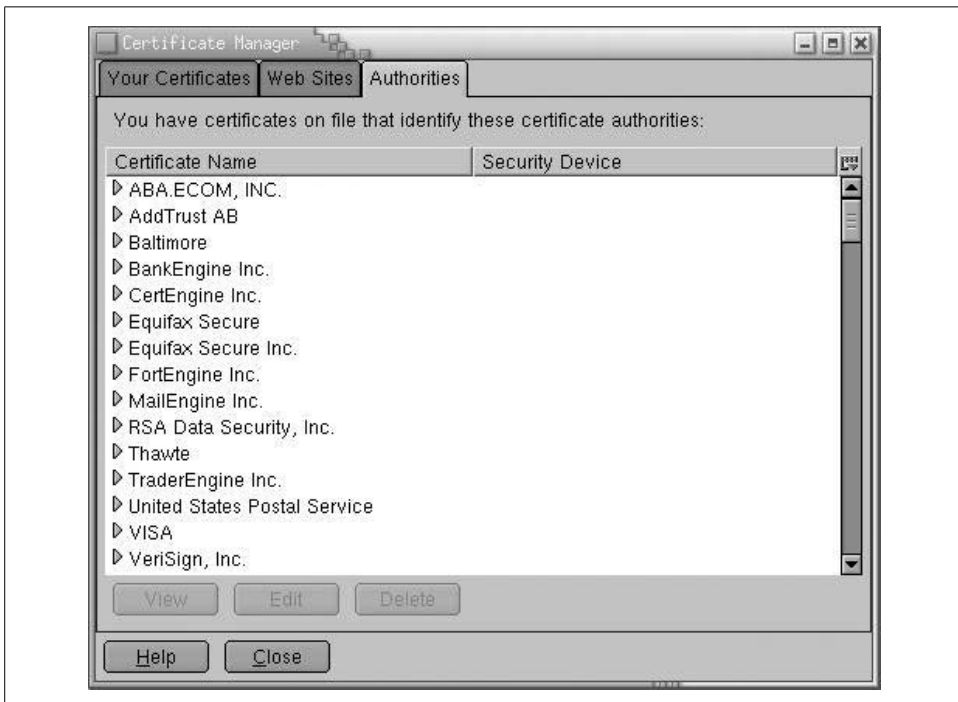 Certificate Manager
Your Certificates Web Sites Authorities
You have certificates on file that identify these certificate authorities:
Certificate Name Security Device
ABA.ECOM, INC.
AddTrust AB
Baltimore
BankEngine Inc.
CertEngine Inc.
Equifax Secure
Equifax Secure Inc.
FortEngine Inc.
MailEngine Inc.
RSA Data Security, Inc.
Thawte
TraderEngine Inc.
United States Postal Service
VISA
VeriSign, Inc.
View Edit Delete
Help Close